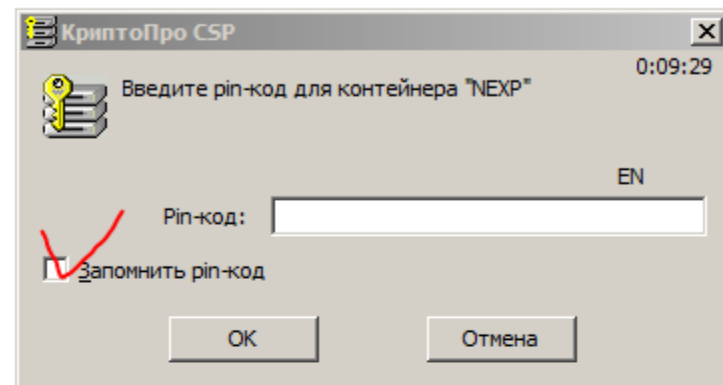 КриптоПро CSP
0:09:29
Введите pin-код для контейнера "NEXP"
EN
Pin-код:
Запомнить pin-код
OK
Отмена